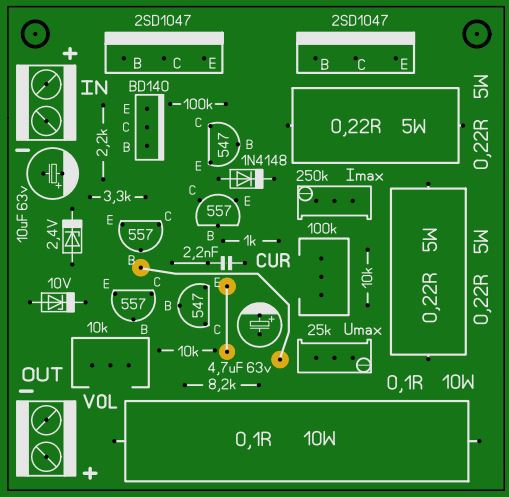 2SD1047
2SD1047
+
B C E
B C E
IN
BD140
E
C
B
100k
2,2k
C
547
B
E
0,22R 5W
0,22R 5W
−
1N4148
10uF 63v
+
3,3k
250k Imax
C E
557
B
2,4V
E C
557
B
1k
100k
2,2nF
CUR
10k
0,22R 5W
0,22R 5W
10V
E C
557
B
E
547
B
C
+
10k
10k
25k Umax
4,7uF 63v
8,2k
OUT
−
VOL
0,1R 10W
0,1R 10W
+